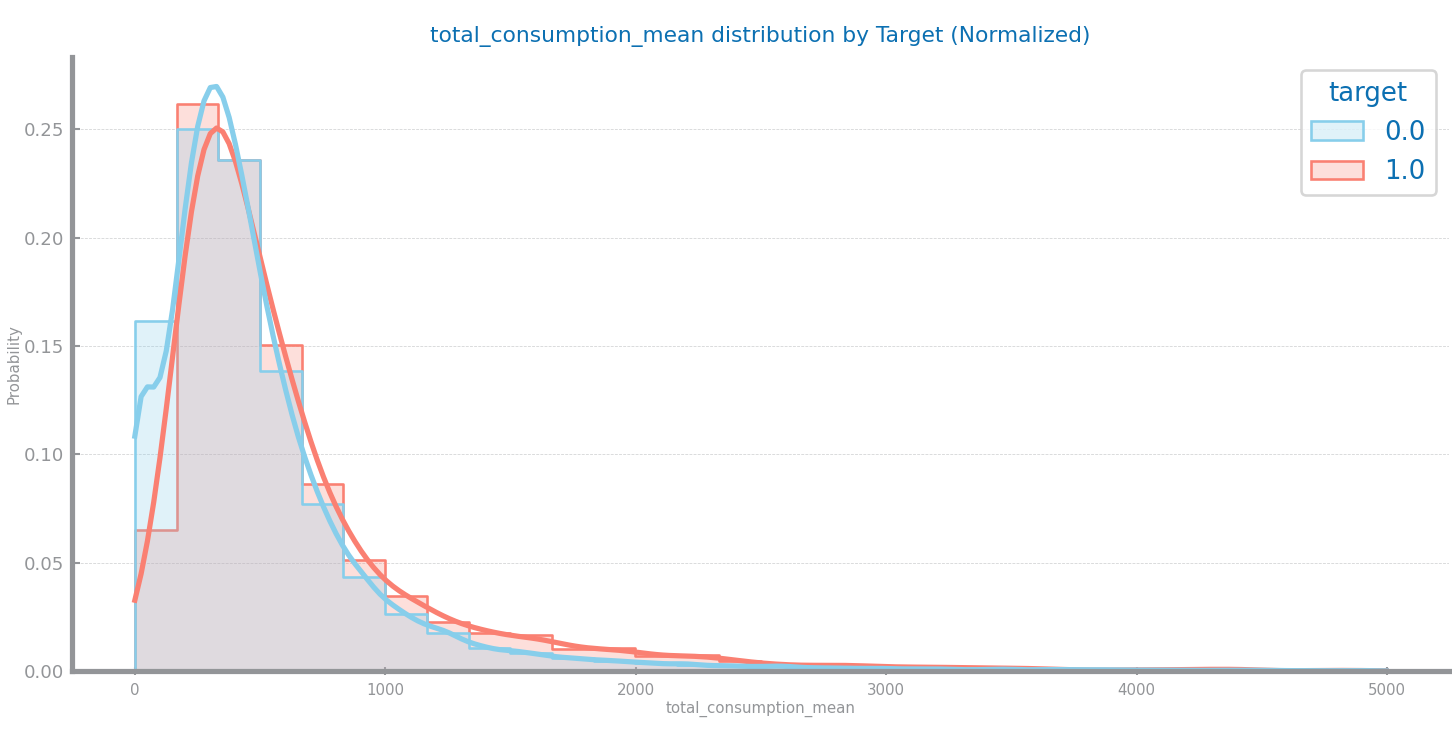 total_consumption_mean distribution by Target (Normalized)
target
0.0
1.0
Probability
0.25
0.20
0.15
0.10
0.05
0.00
0 1000 2000 3000 4000 5000
total_consumption_mean